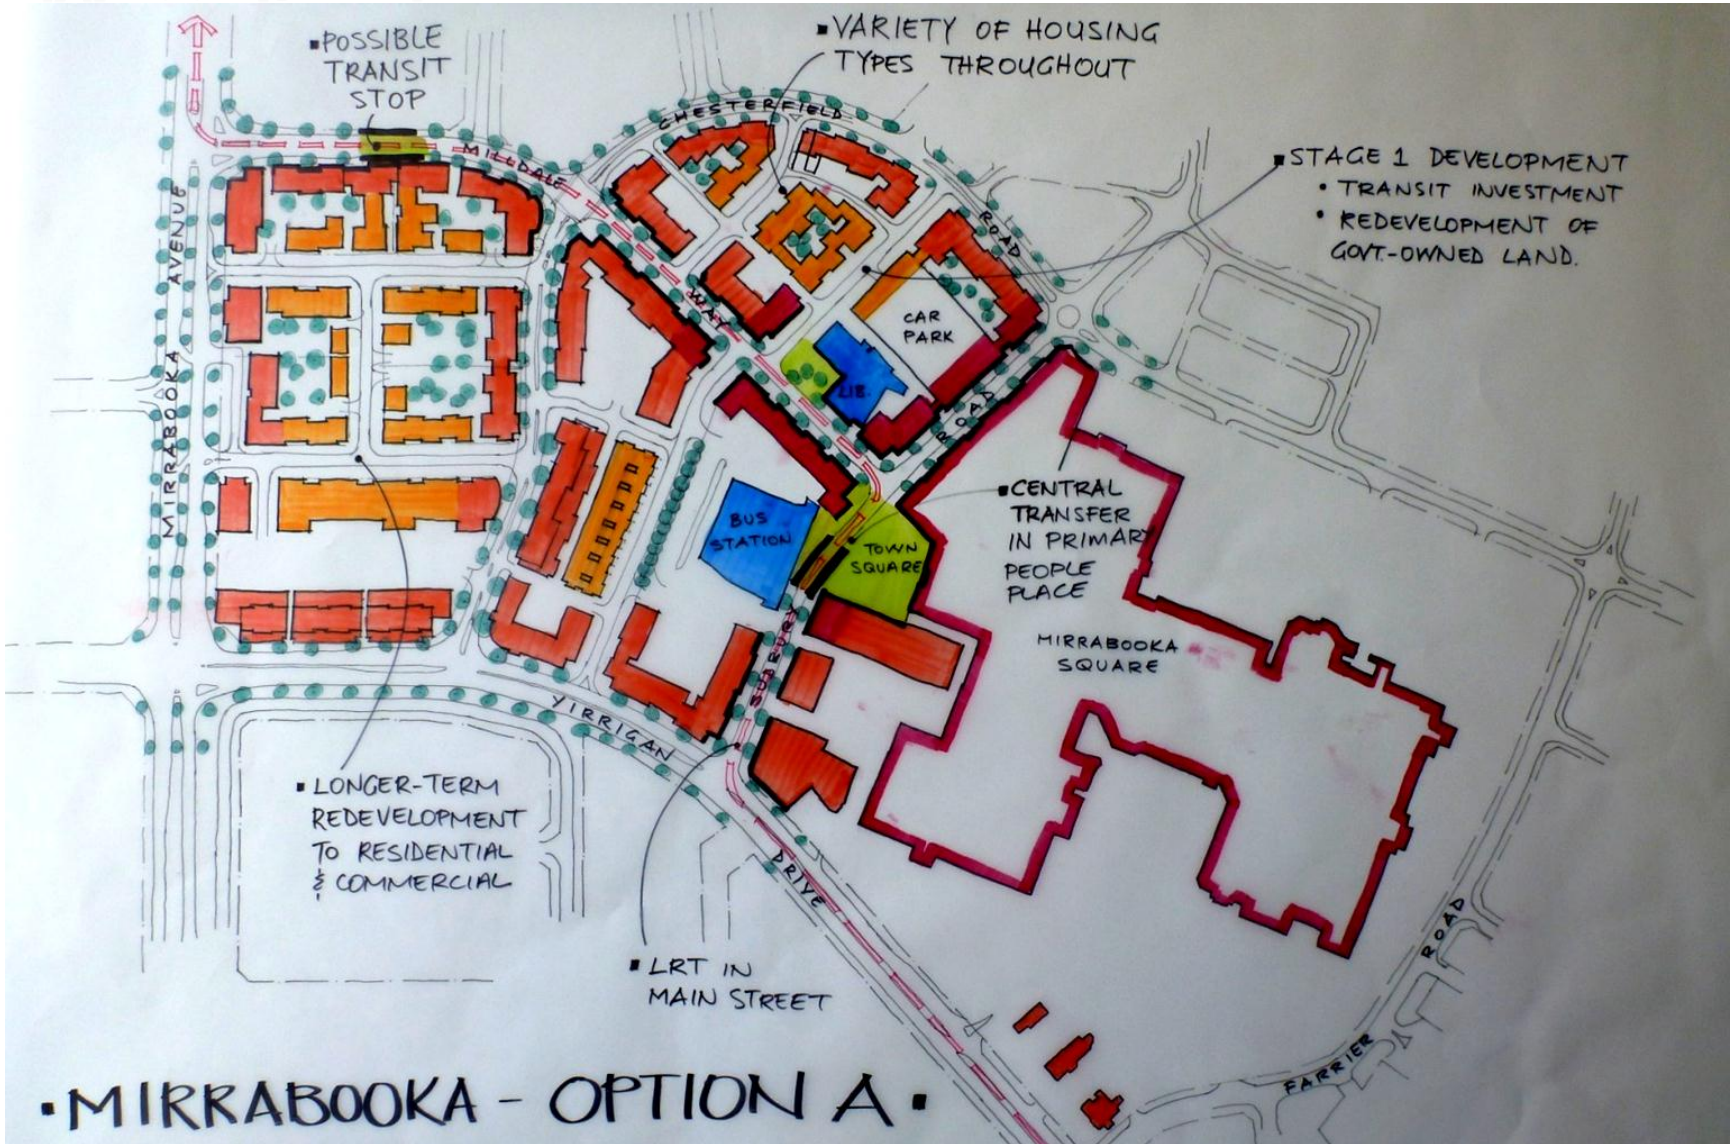 ▪POSSIBLE
TRANSIT
STOP
▪VARIETY OF HOUSING
TYPES THROUGHOUT
CHESTERFIELD
ROAD
▪STAGE 1 DEVELOPMENT
• TRANSIT INVESTMENT
• REDEVELOPMENT OF
GOVT.-OWNED LAND.
MILLDALE
WAY
MIRRABOOKA AVENUE
CAR
PARK
LIB.
ROAD
BUS
STATION
TOWN
SQUARE
▪CENTRAL
TRANSFER
IN PRIMARY
PEOPLE
PLACE
MIRRABOOKA
SQUARE
SUDBURY
YIRRIGAN
DRIVE
▪LONGER-TERM
REDEVELOPMENT
TO RESIDENTIAL
& COMMERCIAL
▪LRT IN
MAIN STREET
FARRIER ROAD
•MIRRABOOKA - OPTION A•